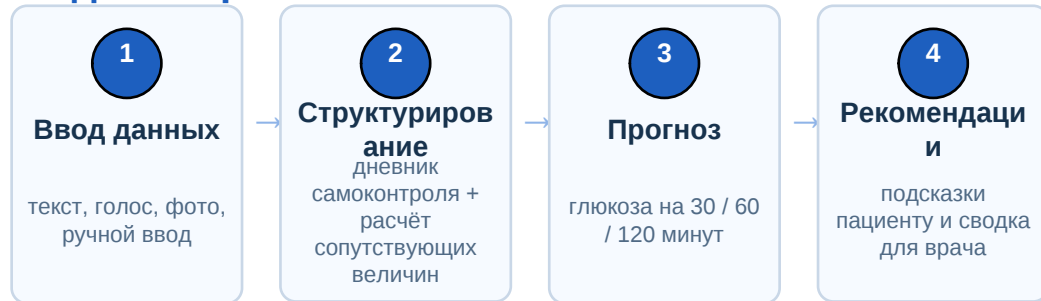 1
Ввод данных
текст, голос, фото,
ручной ввод
→
2
Структуриров
ание
дневник
самоконтроля +
расчёт
сопутствующих
величин
→
3
Прогноз
глюкоза на 30 / 60
/ 120 минут
→
4
Рекомендаци
и
подсказки
пациенту и сводка
для врача